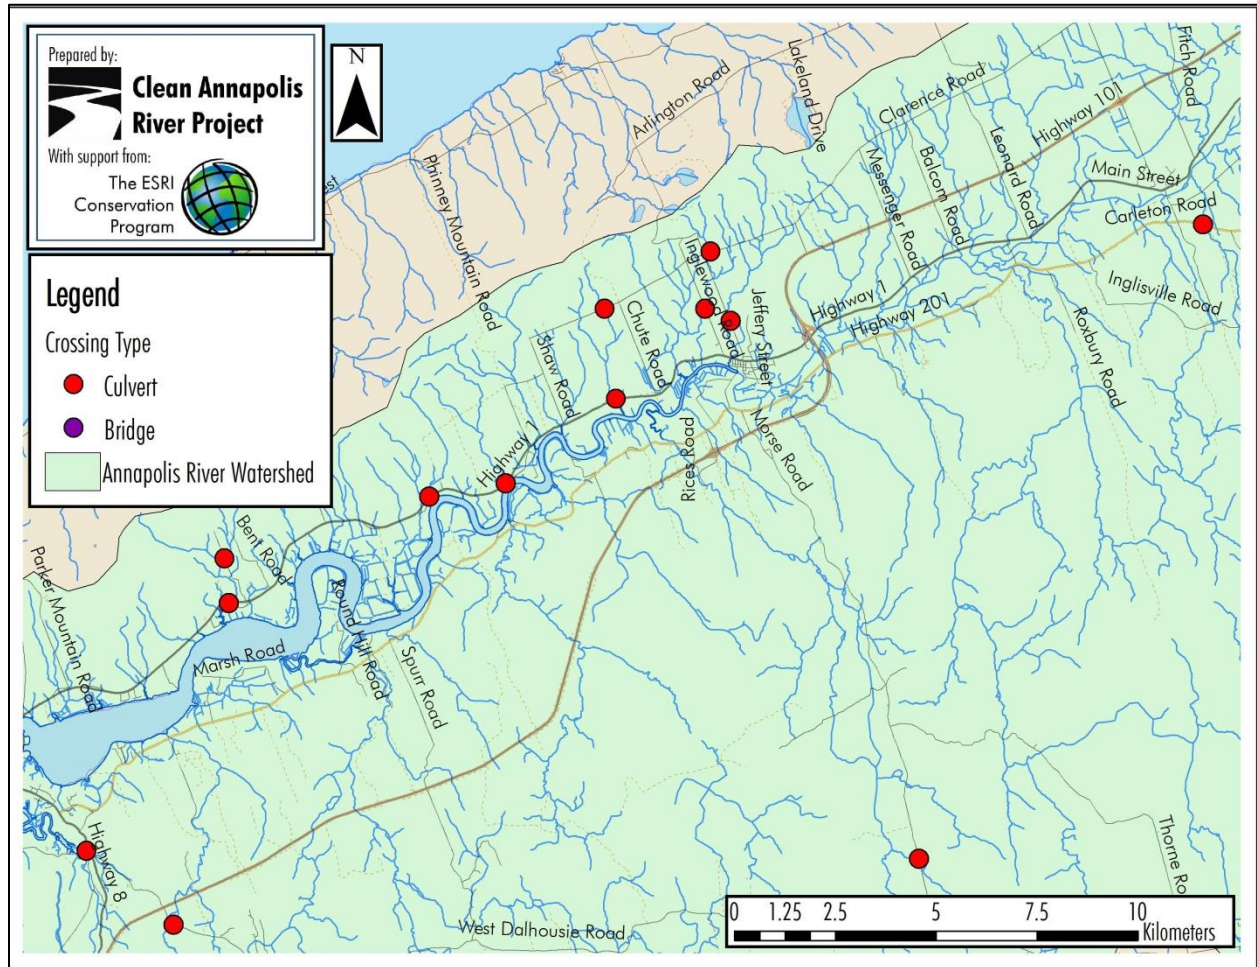 Prepared by:
Clean Annapolis
River Project
With support from:
The ESRI
Conservation
Program
N
Legend
Crossing Type
Culvert
Bridge
Annapolis River Watershed
Arlington Road
Lakeland Drive
Clarence Road
Highway 101
Fitch Road
Phinney Mountain Road
Messenger Road
Balcom Road
Leonard Road
Main Street
Carleton Road
Inglewood Road
Jeffery Street
Highway 1
Highway 201
Inglisville Road
Roxbury Road
Shaw Road
Chute Road
Highway 1
Rices Road
Morse Road
Bent Road
Parker Mountain Road
Round Hill Road
Marsh Road
Spurr Road
Highway 8
West Dalhousie Road
Thorne Ro
0 1.25 2.5 5 7.5 10
Kilometers